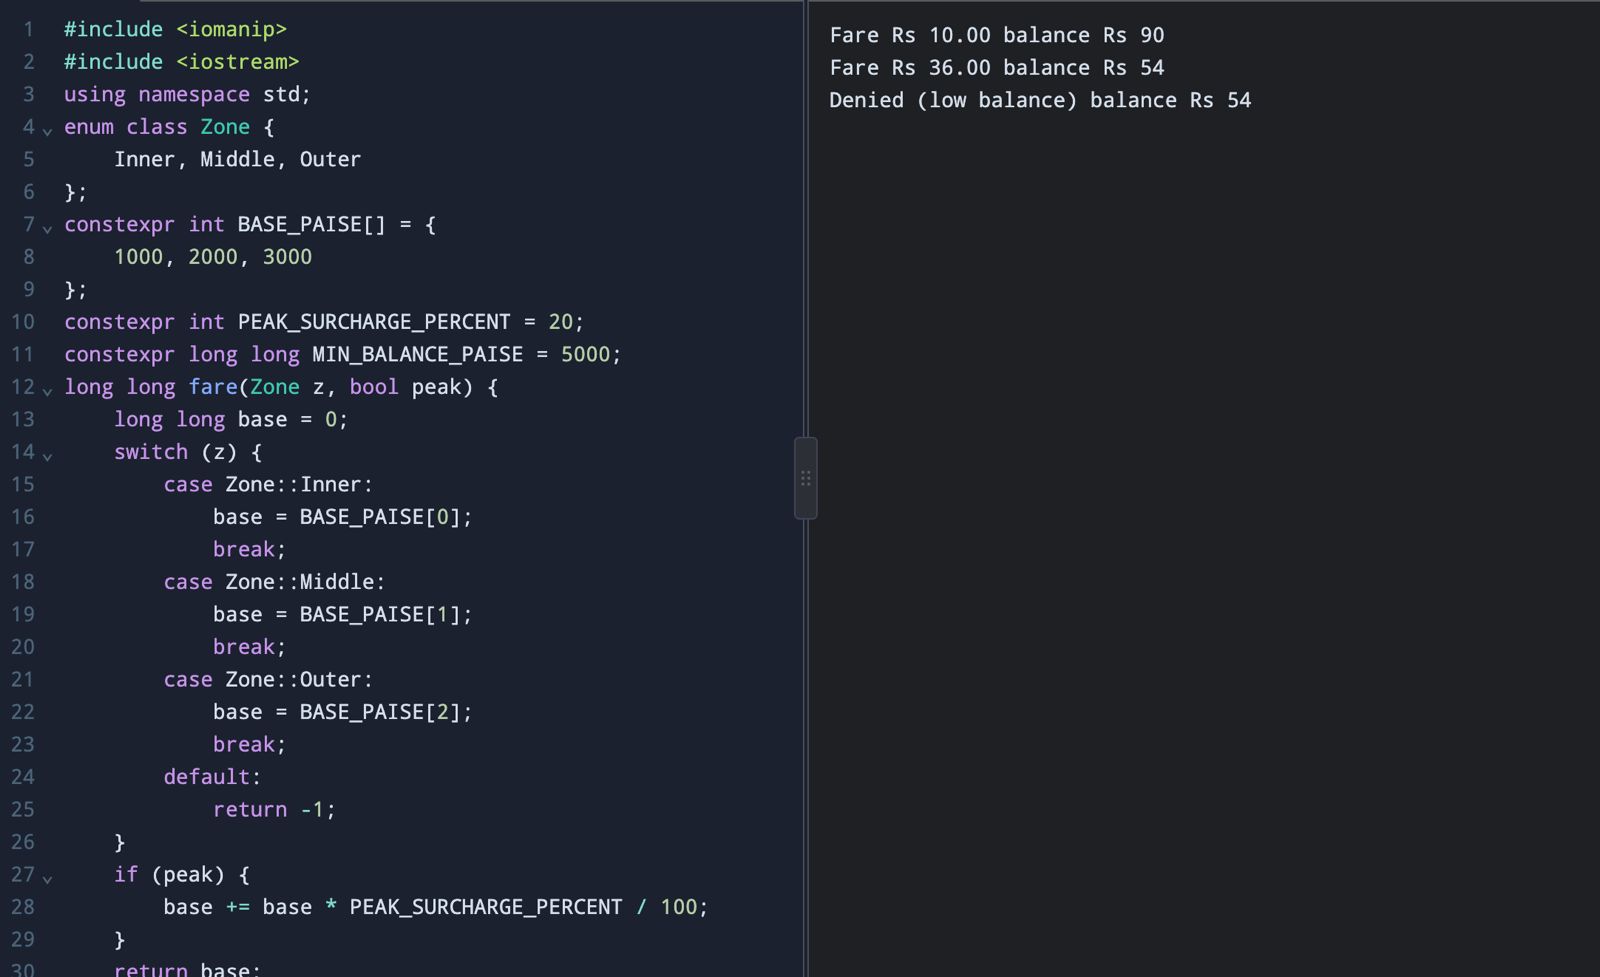 1 #include <iomanip>
2 #include <iostream>
3 using namespace std;
4 enum class Zone {
5     Inner, Middle, Outer
6 };
7 constexpr int BASE_PAISE[] = {
8     1000, 2000, 3000
9 };
10 constexpr int PEAK_SURCHARGE_PERCENT = 20;
11 constexpr long long MIN_BALANCE_PAISE = 5000;
12 long long fare(Zone z, bool peak) {
13     long long base = 0;
14     switch (z) {
15         case Zone::Inner:
16             base = BASE_PAISE[0];
17             break;
18         case Zone::Middle:
19             base = BASE_PAISE[1];
20             break;
21         case Zone::Outer:
22             base = BASE_PAISE[2];
23             break;
24         default:
25             return -1;
26     }
27     if (peak) {
28         base += base * PEAK_SURCHARGE_PERCENT / 100;
29     }
30     return base;
Fare Rs 10.00 balance Rs 90
Fare Rs 36.00 balance Rs 54
Denied (low balance) balance Rs 54